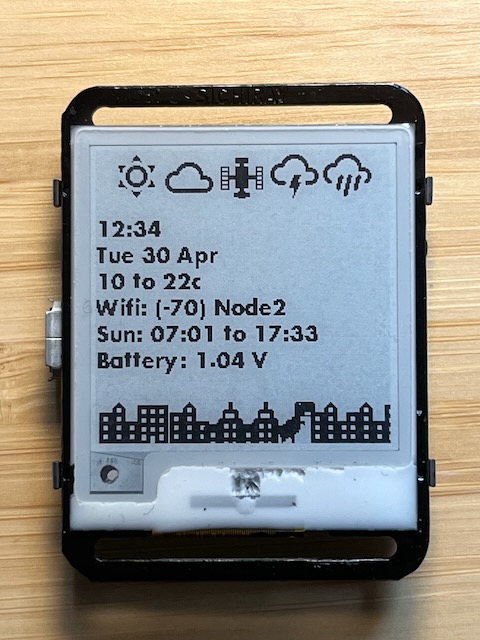 12:34
Tue 30 Apr
10 to 22c
Wifi: (-70) Node2
Sun: 07:01 to 17:33
Battery: 1.04 V